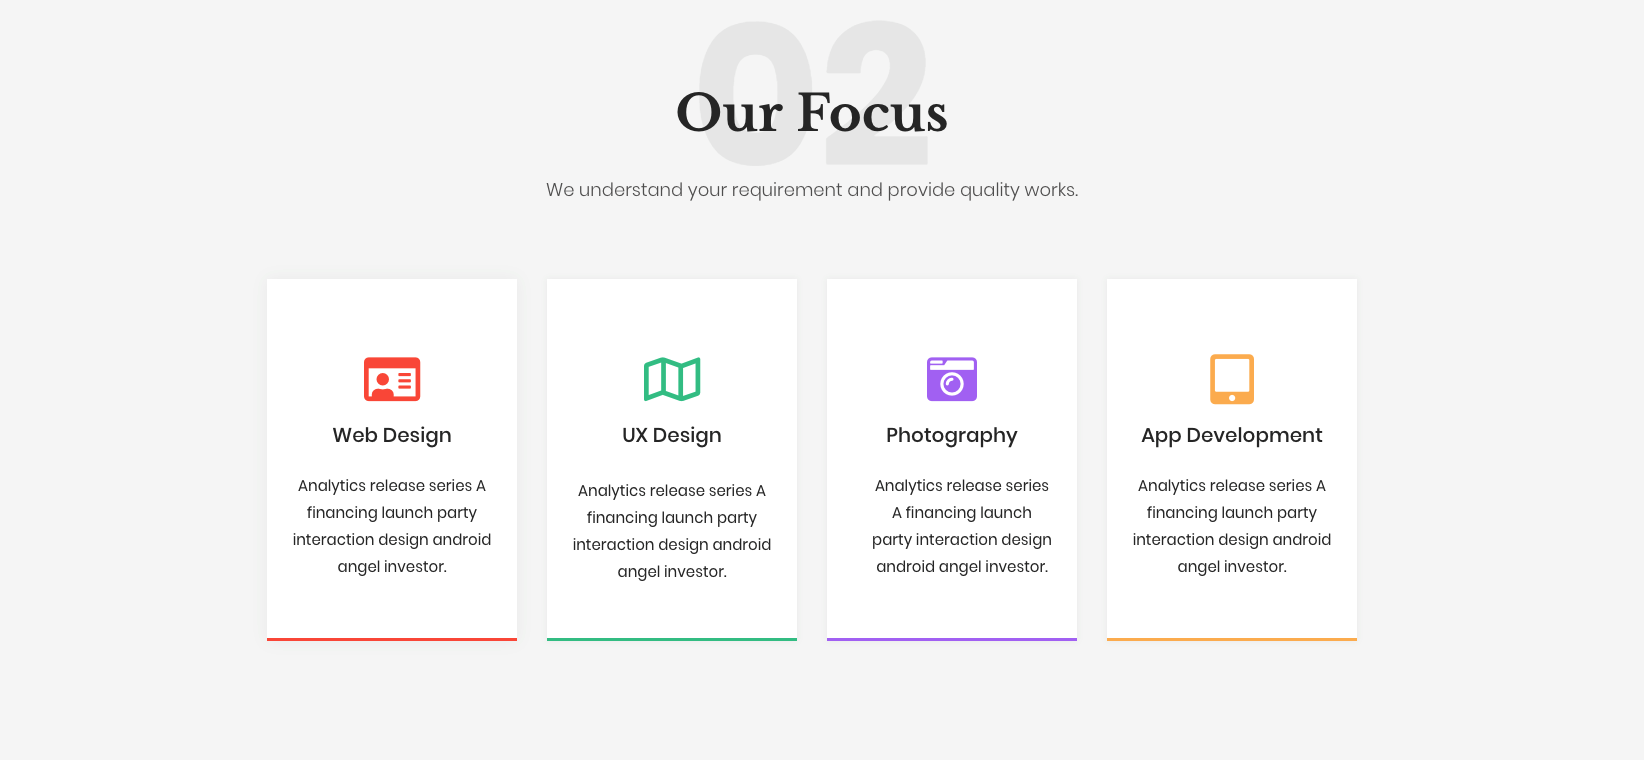 02
Our Focus
We understand your requirement and provide quality works.
Web Design
Analytics release series A
financing launch party
interaction design android
angel investor.
UX Design
Analytics release series A
financing launch party
interaction design android
angel investor.
Photography
Analytics release series
A financing launch
party interaction design
android angel investor.
App Development
Analytics release series A
financing launch party
interaction design android
angel investor.